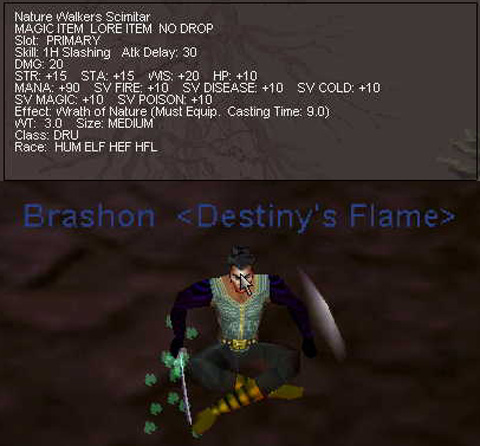 Nature Walkers Scimitar
MAGIC ITEM LORE ITEM NO DROP
Slot: PRIMARY
Skill: 1H Slashing Atk Delay: 30
DMG: 20
STR: +15 STA: +15 WIS: +20 HP: +10
MANA: +90 SV FIRE: +10 SV DISEASE: +10 SV COLD: +10
SV MAGIC: +10 SV POISON: +10
Effect: Wrath of Nature (Must Equip. Casting Time: 9.0)
WT: 3.0 Size: MEDIUM
Class: DRU
Race: HUM ELF HEF HFL
Brashon <Destiny's Flame>